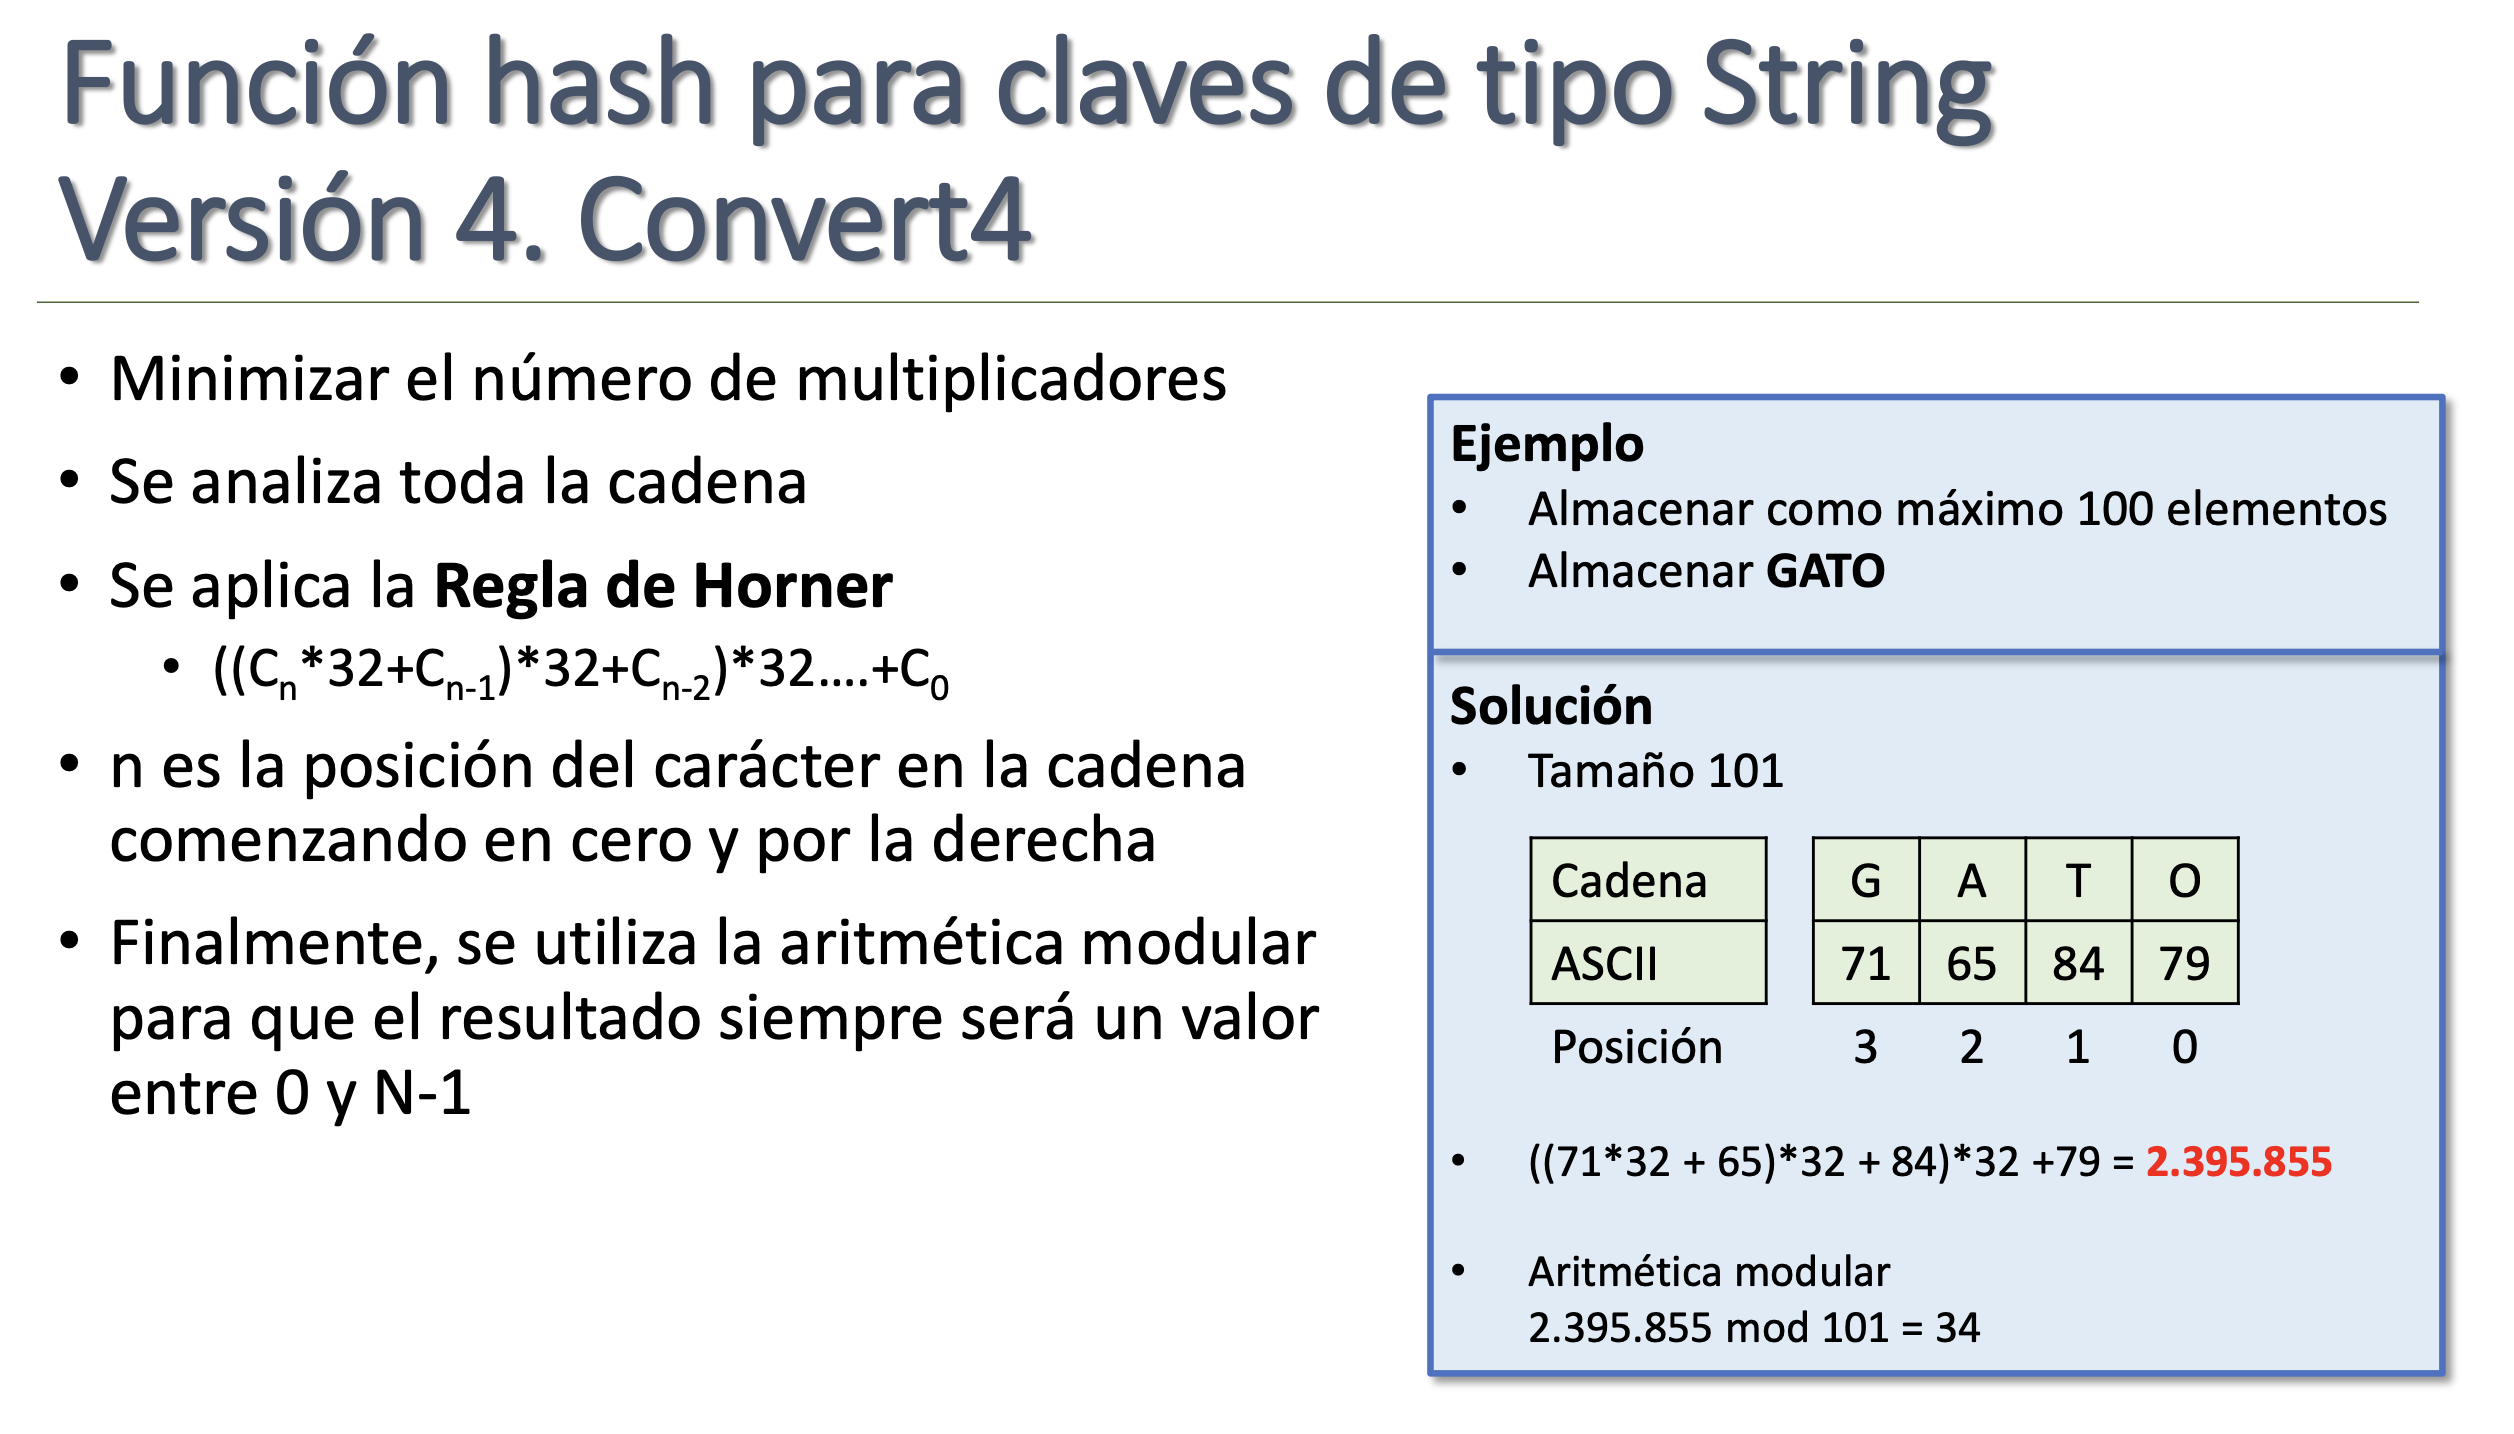 Función hash para claves de tipo String
Versión 4. Convert4
• Minimizar el número de multiplicadores
• Se analiza toda la cadena
• Se aplica la Regla de Horner
• ((Cn*32+Cn-1)*32+Cn-2)*32....+C0
• n es la posición del carácter en la cadena
comenzando en cero y por la derecha
• Finalmente, se utiliza la aritmética modular
para que el resultado siempre será un valor
entre 0 y N-1
Ejemplo
• Almacenar como máximo 100 elementos
• Almacenar GATO
Solución
• Tamaño 101
Cadena G A T O
ASCII 71 65 84 79
Posición 3 2 1 0
• ((71*32 + 65)*32 + 84)*32 +79 = 2.395.855
• Aritmética modular
2.395.855 mod 101 = 34